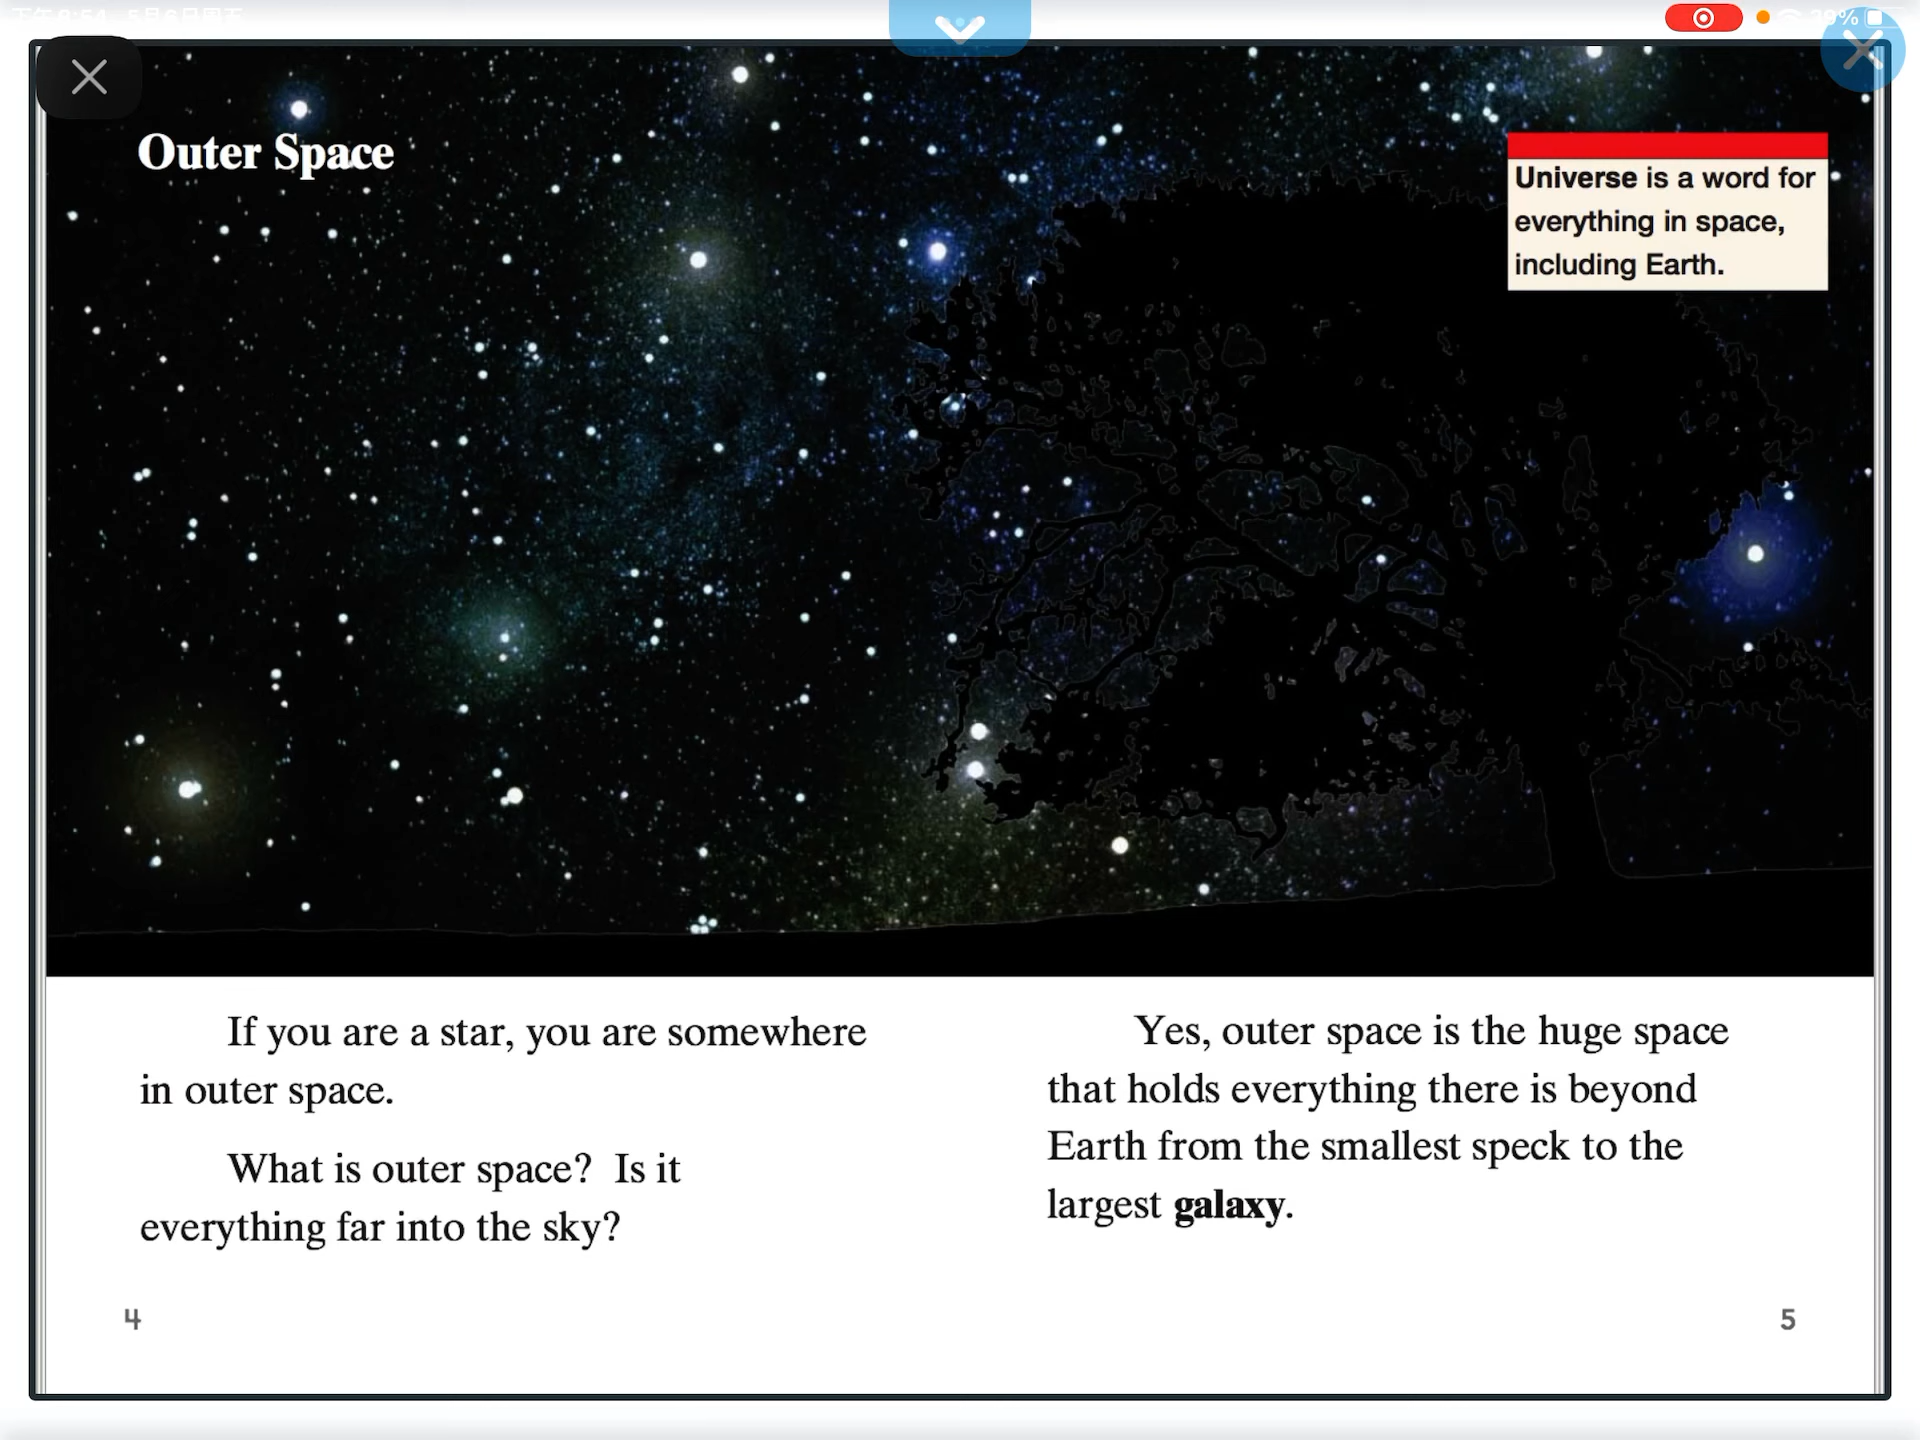 Outer Space
Universe is a word for
everything in space,
including Earth.
If you are a star, you are somewhere
in outer space.
What is outer space? Is it
everything far into the sky?
4
Yes, outer space is the huge space
that holds everything there is beyond
Earth from the smallest speck to the
largest galaxy.
5